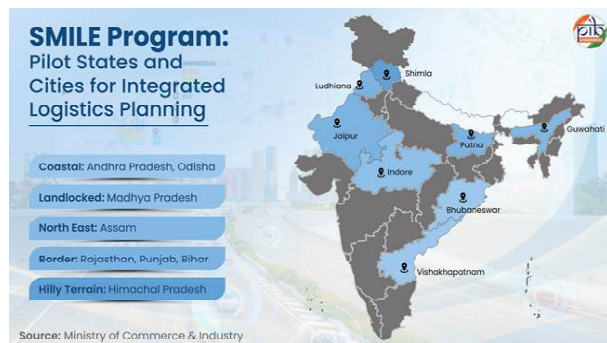 SMILE Program:
Pilot States and
Cities for Integrated
Logistics Planning
Coastal: Andhra Pradesh, Odisha
Landlocked: Madhya Pradesh
North East: Assam
Border: Rajasthan, Punjab, Bihar
Hilly Terrain: Himachal Pradesh
Source: Ministry of Commerce & Industry
pib
Shimla
Ludhiana
Jaipur
Patna
Guwahati
Indore
Bhubaneswar
Vishakhapatnam